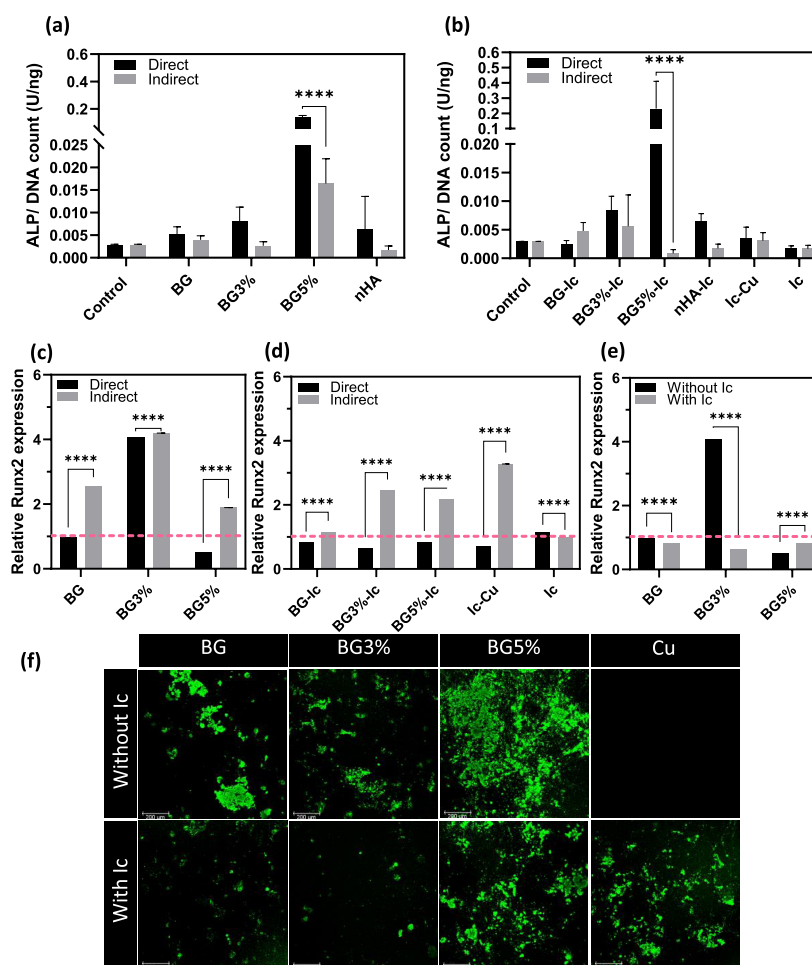 (a)
ALP/ DNA count (U/ng)
Direct
Indirect
****
0.6
0.2
0.025
0.020
0.015
0.010
0.005
0.000
Control
BG
BG3%
BG5%
nHA
(b)
ALP/ DNA count (U/ng)
Direct
Indirect
****
0.6
0.5
0.4
0.3
0.2
0.1
0.020
0.015
0.010
0.005
0.000
Control
BG-Ic
BG3%-Ic
BG5%-Ic
nHA-Ic
Ic-Cu
Ic
(c)
Relative Runx2 expression
Direct
Indirect
6
4
2
0
****
****
****
BG
BG3%
BG5%
(d)
Relative Runx2 expression
Direct
Indirect
6
4
2
0
****
****
****
****
****
BG-Ic
BG3%-Ic
BG5%-Ic
Ic-Cu
Ic
(e)
Relative Runx2 expression
Without Ic
With Ic
6
4
2
0
****
****
****
BG
BG3%
BG5%
(f)
BG
BG3%
BG5%
Cu
Without Ic
With Ic
200 um
200 um